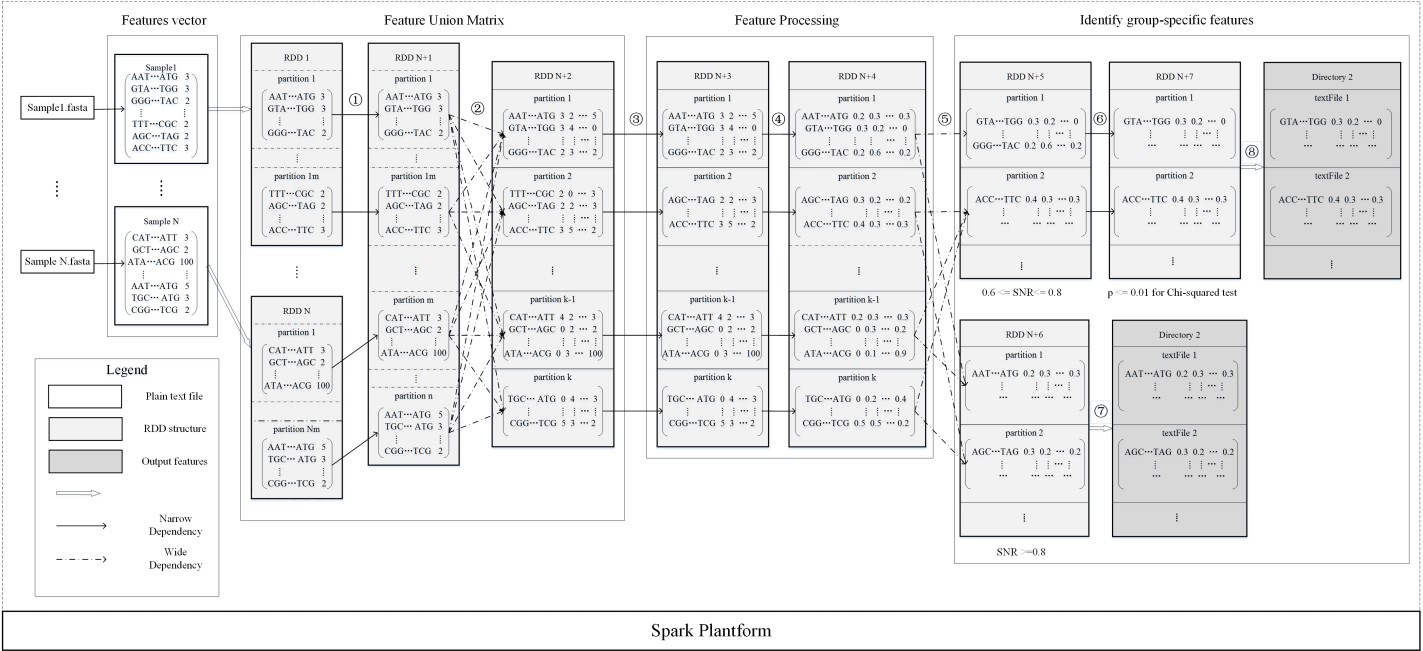 Features vector
Feature Union Matrix
Feature Processing
Identify group-specific features
Sample1.fasta
Sample1
AAT···ATG 3
GTA···TGG 3
GGG···TAC 2
TTT···CGC 2
AGC···TAG 2
ACC···TTC 3
Sample N.fasta
Sample N
CAT···ATT 3
GCT···AGC 2
ATA···ACG 100
AAT···ATG 5
TGC··· ATG 3
CGG···TCG 2
Legend
Plain text file
RDD structure
Output features
Narrow
Dependency
Wide
Dependency
RDD 1
partition 1
AAT···ATG 3
GTA···TGG 3
GGG···TAC 2
partition 1m
TTT···CGC 2
AGC···TAG 2
ACC···TTC 3
RDD N
partition 1
CAT···ATT 3
GCT···AGC 2
ATA···ACG 100
partition Nm
AAT···ATG 5
TGC··· ATG 3
CGG···TCG 2
①
RDD N+1
partition 1
AAT···ATG 3
GTA···TGG 3
GGG···TAC 2
partition 1m
TTT···CGC 2
AGC···TAG 2
ACC···TTC 3
partition m
CAT···ATT 3
GCT···AGC 2
ATA···ACG 100
partition n
AAT···ATG 5
TGC··· ATG 3
CGG···TCG 2
②
RDD N+2
partition 1
AAT···ATG 3 2 ··· 5
GTA···TGG 3 4 ··· 0
GGG···TAC 2 3 ··· 2
partition 2
TTT···CGC 2 0 ··· 3
AGC···TAG 2 2 ··· 3
ACC···TTC 3 5 ··· 2
partition k-1
CAT···ATT 4 2 ··· 3
GCT···AGC 0 2 ··· 2
ATA···ACG 0 3 ··· 100
partition k
TGC··· ATG 0 4 ··· 3
CGG···TCG 5 3 ··· 2
③
RDD N+3
partition 1
AAT···ATG 3 2 ··· 5
GTA···TGG 3 4 ··· 0
GGG···TAC 2 3 ··· 2
partition 2
AGC···TAG 2 2 ··· 3
ACC···TTC 3 5 ··· 2
partition k-1
CAT···ATT 4 2 ··· 3
GCT···AGC 0 2 ··· 2
ATA···ACG 0 3 ··· 100
partition k
TGC··· ATG 0 4 ··· 3
CGG···TCG 5 3 ··· 2
④
RDD N+4
partition 1
AAT···ATG 0.2 0.3 ··· 0.3
GTA···TGG 0.3 0.2 ··· 0
GGG···TAC 0.2 0.6 ··· 0.2
partition 2
AGC···TAG 0.3 0.2 ··· 0.2
ACC···TTC 0.4 0.3 ··· 0.3
partition k-1
CAT···ATT 0.2 0.3 ··· 0.3
GCT···AGC 0 0.3 ··· 0.2
ATA···ACG 0 0.1 ··· 0.9
partition k
TGC··· ATG 0 0.2 ··· 0.4
CGG···TCG 0.5 0.5 ··· 0.2
⑤
RDD N+5
partition 1
GTA···TGG 0.3 0.2 ··· 0
GGG···TAC 0.2 0.6 ··· 0.2
partition 2
ACC···TTC 0.4 0.3 ··· 0.3
0.6 <= SNR<= 0.8
⑥
RDD N+7
partition 1
GTA···TGG 0.3 0.2 ··· 0
partition 2
ACC···TTC 0.4 0.3 ··· 0.3
p <= 0.01 for Chi-squared test
⑧
Directory 2
textFile 1
GTA···TGG 0.3 0.2 ··· 0
textFile 2
ACC···TTC 0.4 0.3 ··· 0.3
RDD N+6
partition 1
AAT···ATG 0.2 0.3 ··· 0.3
partition 2
AGC···TAG 0.3 0.2 ··· 0.2
SNR >=0.8
⑦
Directory 2
textFile 1
AAT···ATG 0.2 0.3 ··· 0.3
textFile 2
AGC···TAG 0.3 0.2 ··· 0.2
Spark Plantform